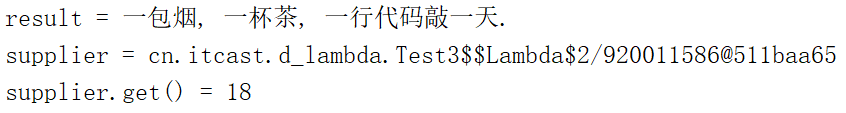 result = 一包烟, 一杯茶, 一行代码敲一天.
supplier = cn.itcast.d_lambda.Test3$$Lambda$2/920011586@511baa65
supplier.get() = 18